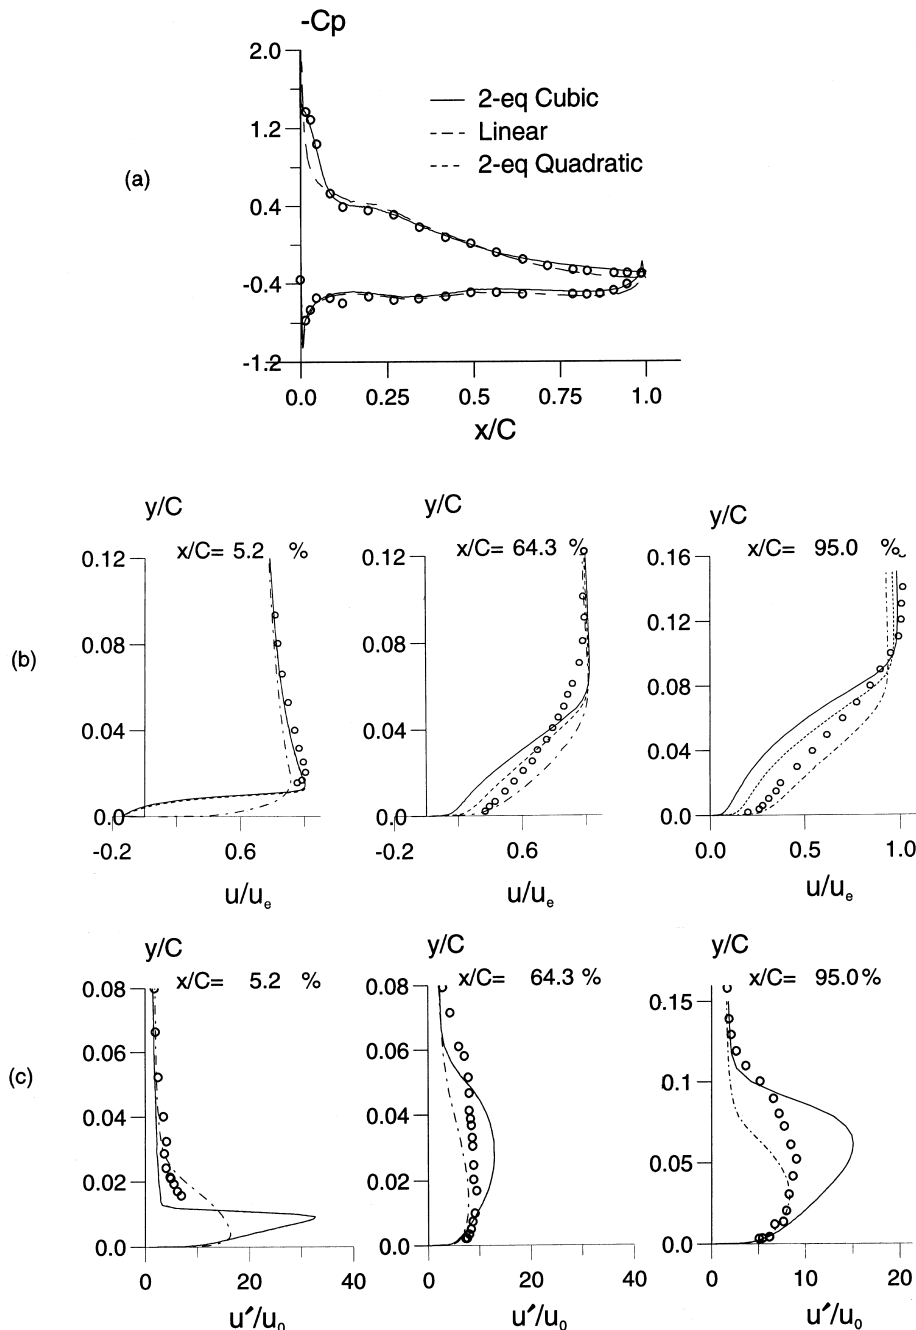 -Cp
2.0
1.2
0.4
-0.4
-1.2
(a)
2-eq Cubic
Linear
2-eq Quadratic
0.0 0.25 0.5 0.75 1.0
x/C
(b)
y/C
x/C= 5.2 %
0.12
0.08
0.04
0.0
-0.2 0.6
u/ue
y/C
x/C= 64.3 %
0.12
0.08
0.04
0.0
-0.2 0.6
u/ue
y/C
x/C= 95.0 %
0.16
0.12
0.08
0.04
0.0
0.0 0.5 1.0
u/ue
(c)
y/C
x/C= 5.2 %
0.08
0.06
0.04
0.02
0.0
0 20 40
u'/u0
y/C
x/C= 64.3 %
0.08
0.06
0.04
0.02
0.0
0 20 40
u'/u0
y/C
x/C= 95.0%
0.15
0.1
0.05
0.0
0 10 20
u'/u0